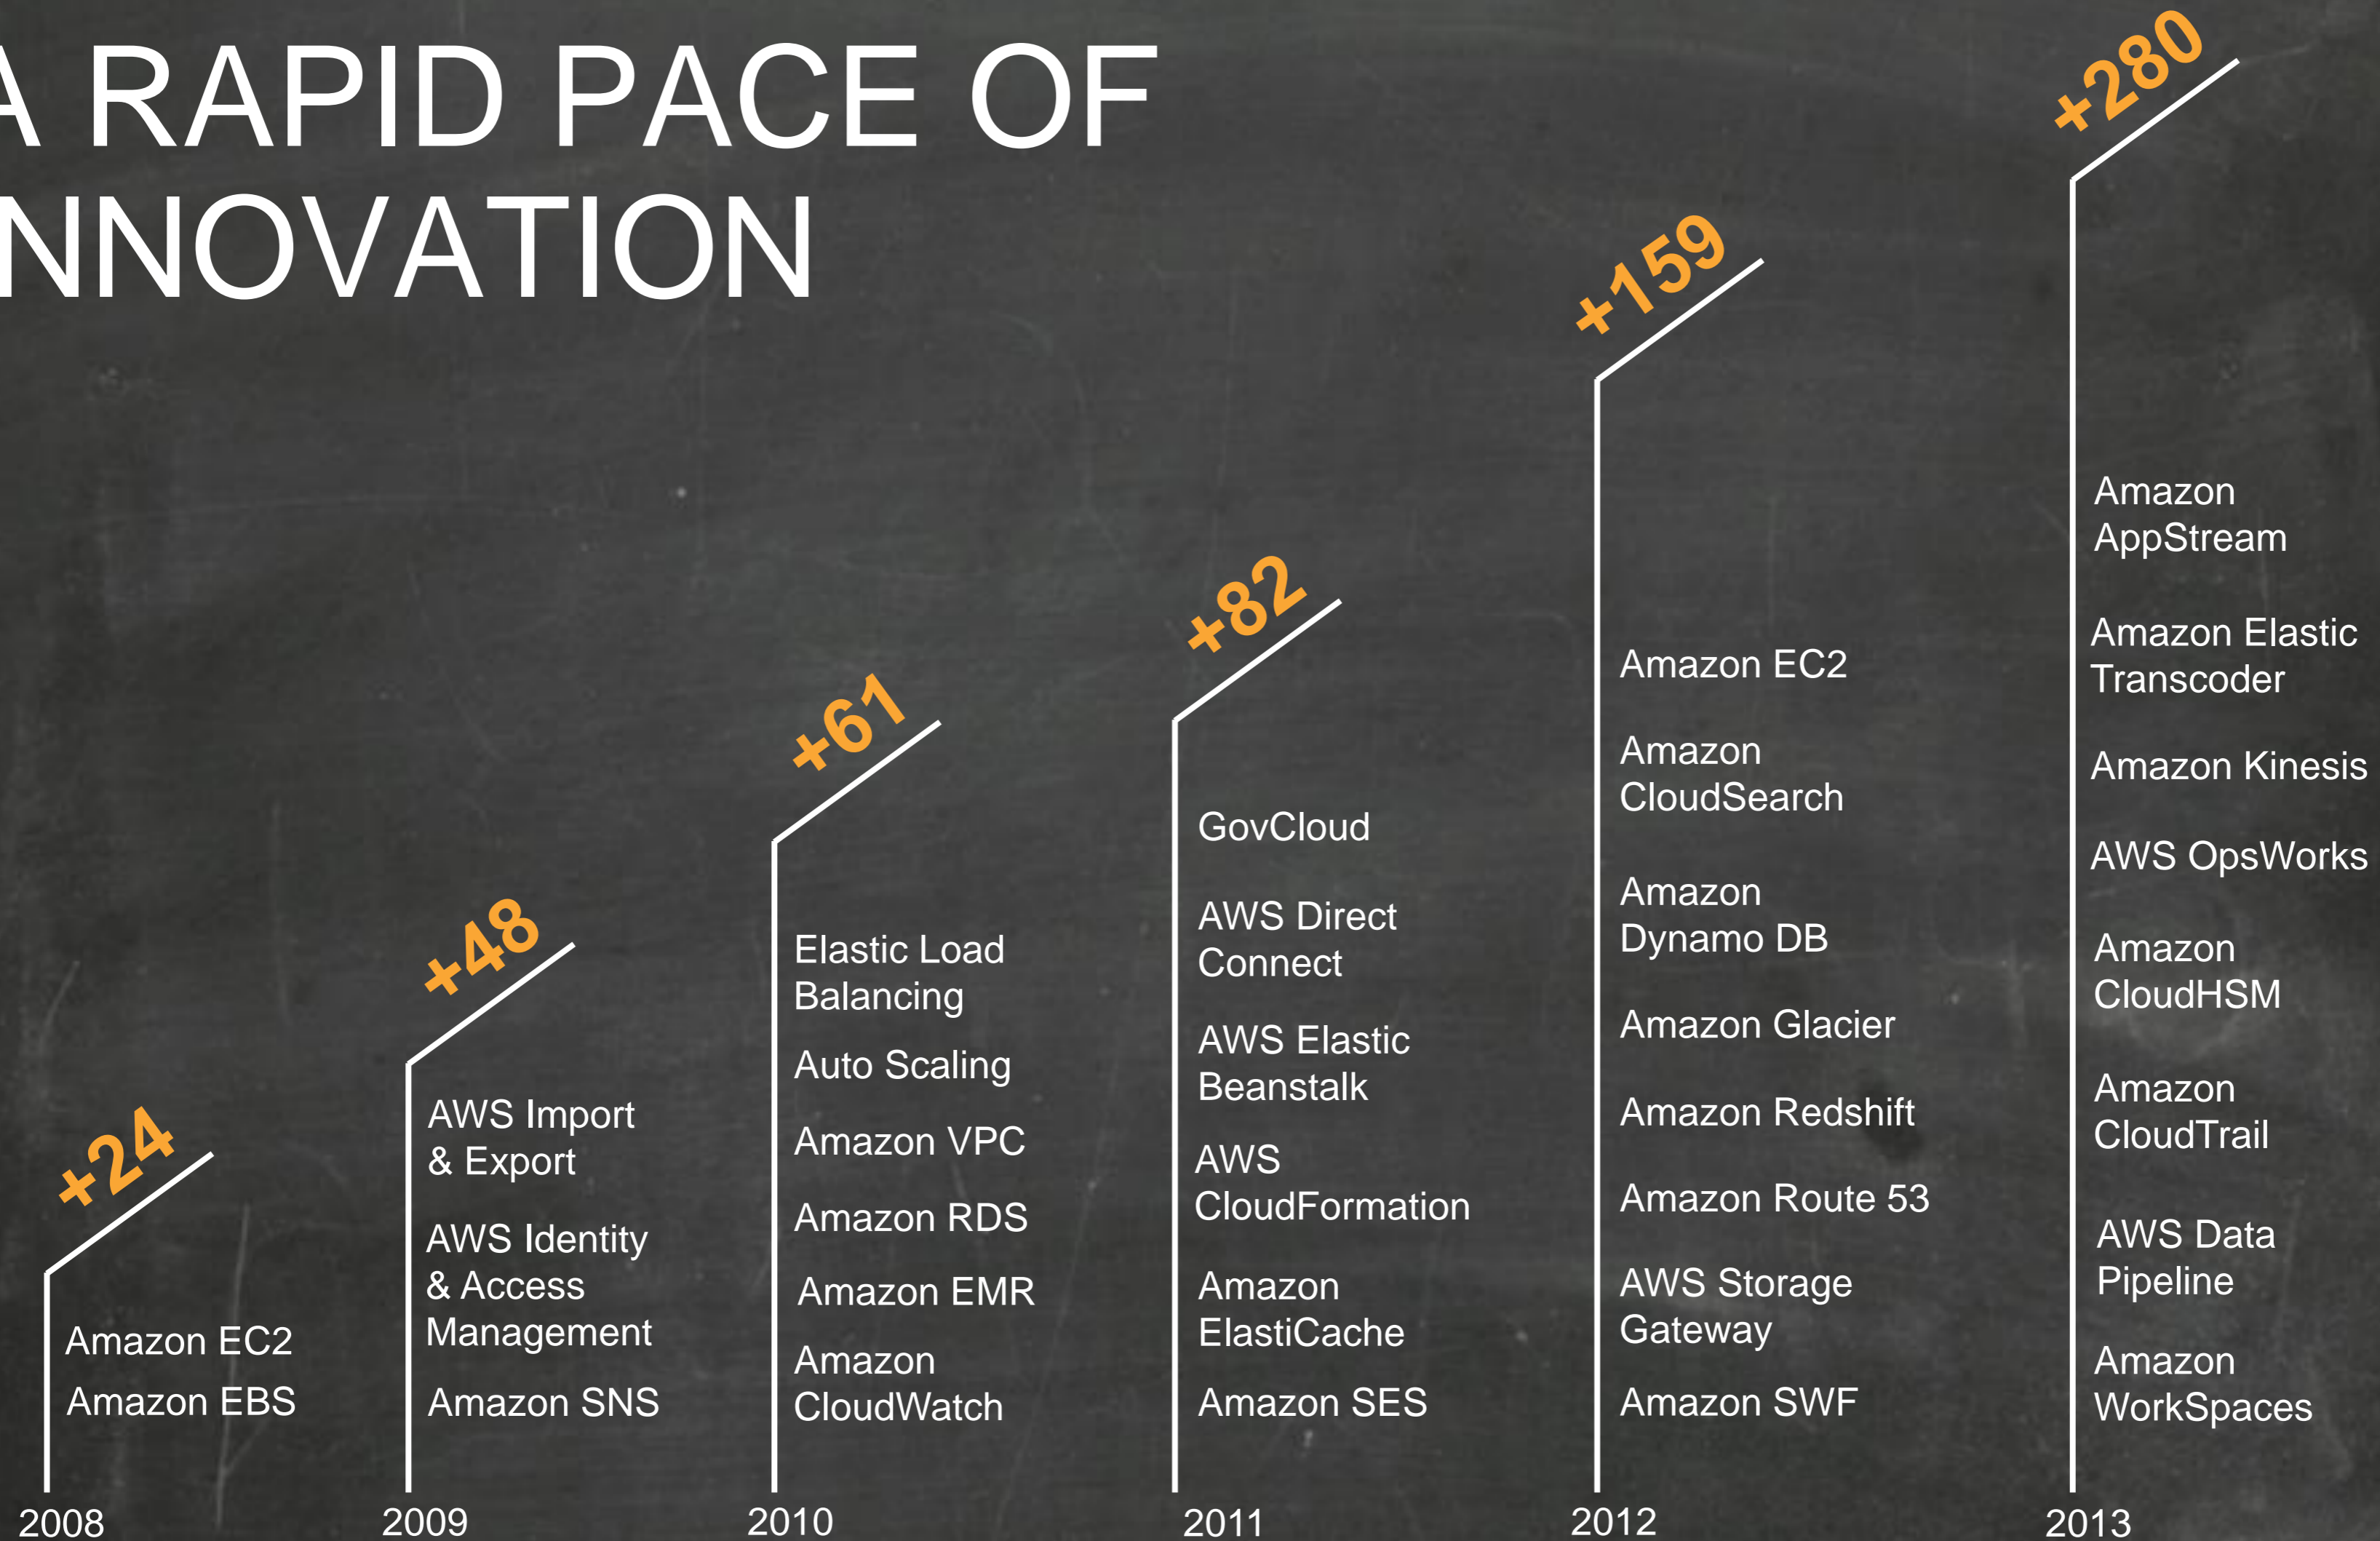 A RAPID PACE OF
NNOVATION
+24
Amazon EC2
Amazon EBS
2008
+48
AWS Import
& Export
AWS Identity
& Access
Management
Amazon SNS
2009
+61
Elastic Load
Balancing
Auto Scaling
Amazon VPC
Amazon RDS
Amazon EMR
Amazon
CloudWatch
2010
+82
GovCloud
AWS Direct
Connect
AWS Elastic
Beanstalk
AWS
CloudFormation
Amazon
ElastiCache
Amazon SES
2011
+159
Amazon EC2
Amazon
CloudSearch
Amazon
Dynamo DB
Amazon Glacier
Amazon Redshift
Amazon Route 53
AWS Storage
Gateway
Amazon SWF
2012
+280
Amazon
AppStream
Amazon Elastic
Transcoder
Amazon Kinesis
AWS OpsWorks
Amazon
CloudHSM
Amazon
CloudTrail
AWS Data
Pipeline
Amazon
WorkSpaces
2013